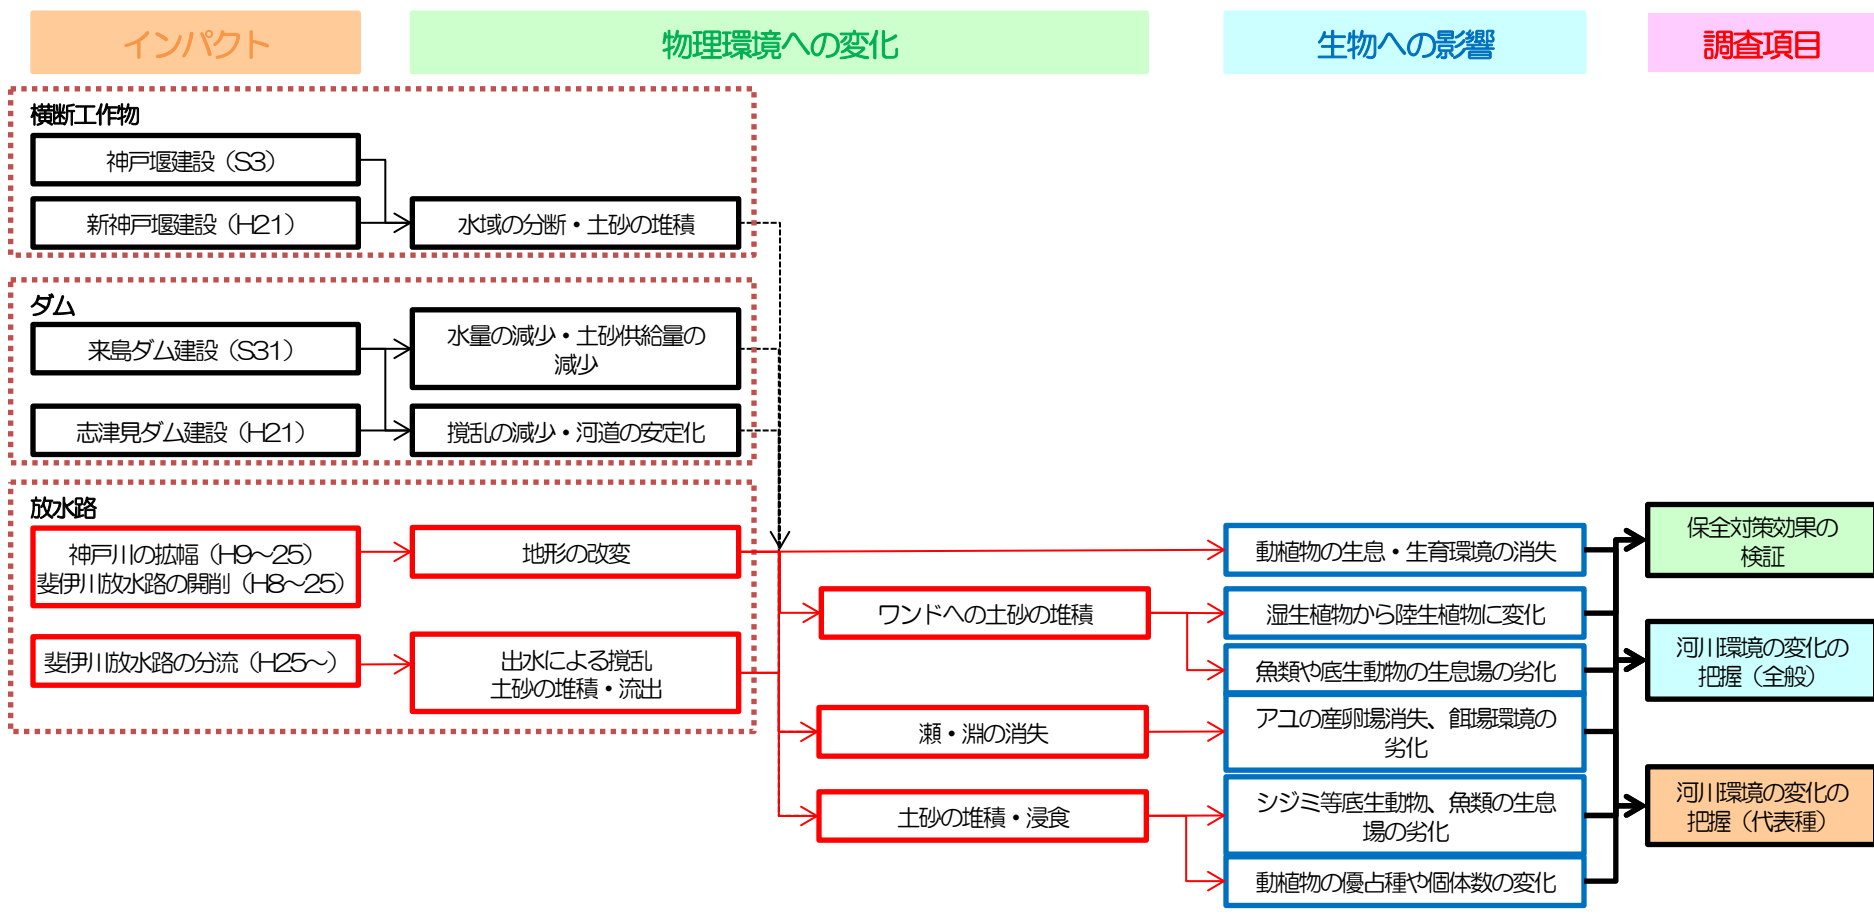 インパクト
物理環境への変化
生物への影響
調査項目
横断工作物
神戸堰建設（S3）
新神戸堰建設（H21）
水域の分断・土砂の堆積
ダム
来島ダム建設（S31）
水量の減少・土砂供給量の
減少
志津見ダム建設（H21）
撹乱の減少・河道の安定化
放水路
神戸川の拡幅（H9～25）
斐伊川放水路の開削（H8～25）
地形の改変
斐伊川放水路の分流（H25～）
出水による撹乱
土砂の堆積・流出
ワンドへの土砂の堆積
瀬・淵の消失
土砂の堆積・浸食
動植物の生息・生育環境の消失
湿生植物から陸生植物に変化
魚類や底生動物の生息場の劣化
アユの産卵場消失、餌場環境の
劣化
シジミ等底生動物、魚類の生息
場の劣化
動植物の優占種や個体数の変化
保全対策効果の
検証
河川環境の変化の
把握（全般）
河川環境の変化の
把握（代表種）